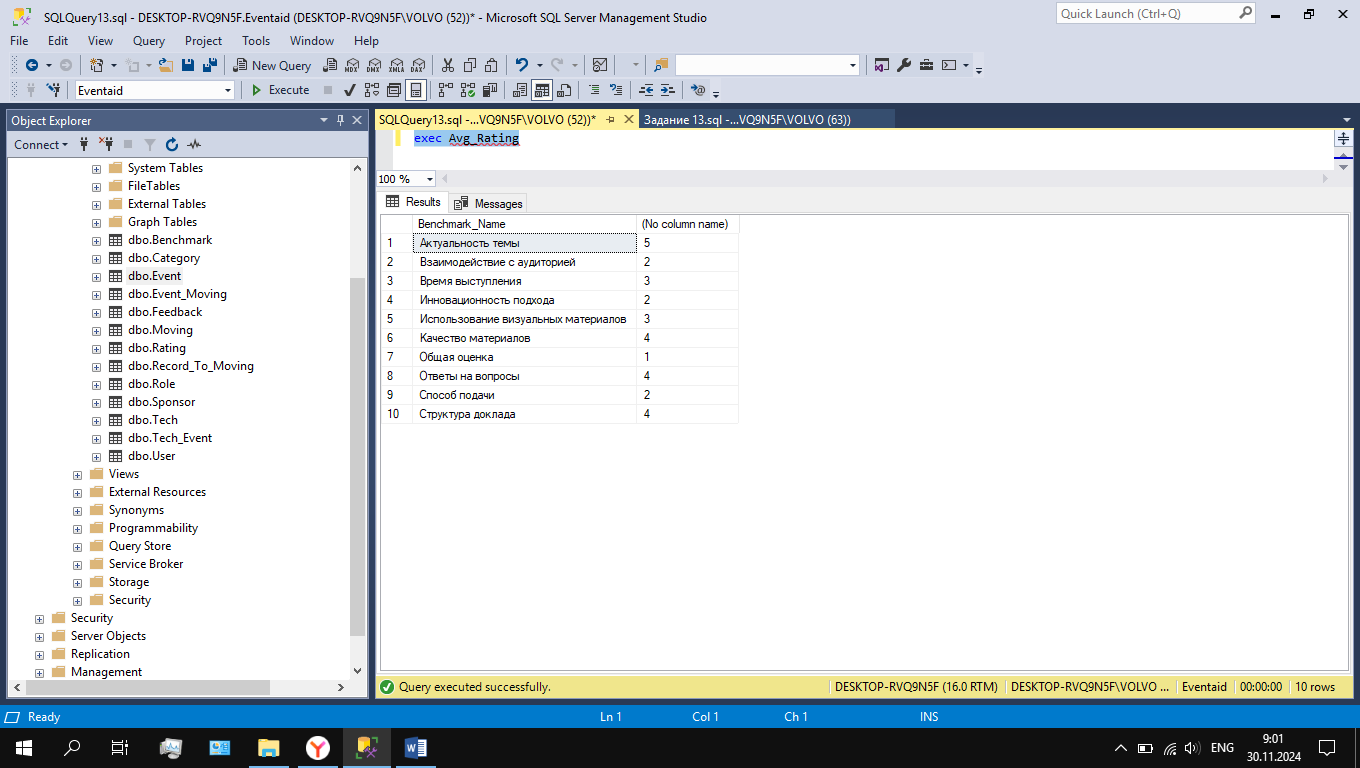 SQLQuery13.sql - DESKTOP-RVQ9N5F.Eventaid (DESKTOP-RVQ9N5F\VOLVO (52))* - Microsoft SQL Server Management Studio
Quick Launch (Ctrl+Q)
File Edit View Query Project Tools Window Help
New Query
MDX DMX XMLA DAX
Eventaid
Execute
Object Explorer
Connect
System Tables
FileTables
External Tables
Graph Tables
dbo.Benchmark
dbo.Category
dbo.Event
dbo.Event_Moving
dbo.Feedback
dbo.Moving
dbo.Rating
dbo.Record_To_Moving
dbo.Role
dbo.Sponsor
dbo.Tech
dbo.Tech_Event
dbo.User
Views
External Resources
Synonyms
Programmability
Query Store
Service Broker
Storage
Security
Security
Server Objects
Replication
Management
SQLQuery13.sql -...VQ9N5F\VOLVO (52))*
Задание 13.sql -...VQ9N5F\VOLVO (63))
exec Avg_Rating
100 %
Results Messages
Benchmark_Name (No column name)
1 Актуальность темы 5
2 Взаимодействие с аудиторией 2
3 Время выступления 3
4 Инновационность подхода 2
5 Использование визуальных материалов 3
6 Качество материалов 4
7 Общая оценка 1
8 Ответы на вопросы 4
9 Способ подачи 2
10 Структура доклада 4
Query executed successfully.
DESKTOP-RVQ9N5F (16.0 RTM) DESKTOP-RVQ9N5F\VOLVO ... Eventaid 00:00:00 10 rows
Ready Ln 1 Col 1 Ch 1 INS
ENG
9:01
30.11.2024